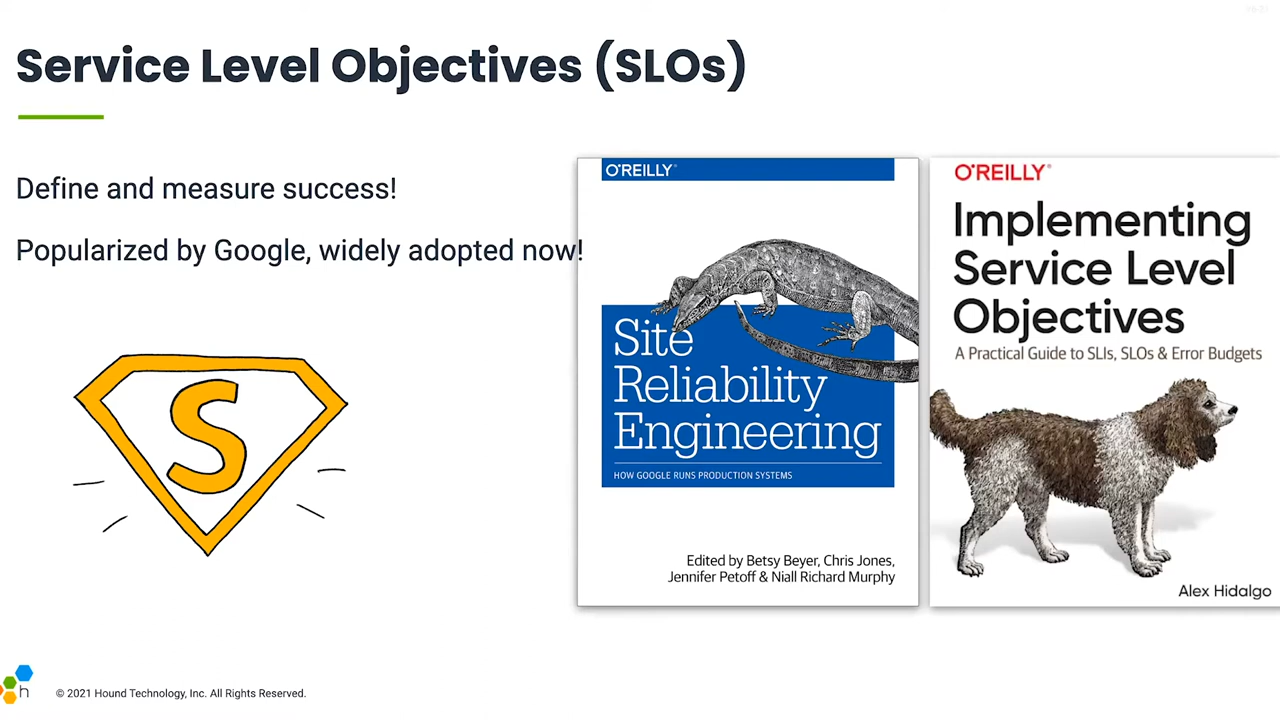 Service Level Objectives (SLOs)
Define and measure success!
Popularized by Google, widely adopted now!
S
O'REILLY®
Site
Reliability
Engineering
HOW GOOGLE RUNS PRODUCTION SYSTEMS
Edited by Betsy Beyer, Chris Jones,
Jennifer Petoff & Niall Richard Murphy
O'REILLY®
Implementing
Service Level
Objectives
A Practical Guide to SLIs, SLOs & Error Budgets
Alex Hidalgo
h
© 2021 Hound Technology, Inc. All Rights Reserved.